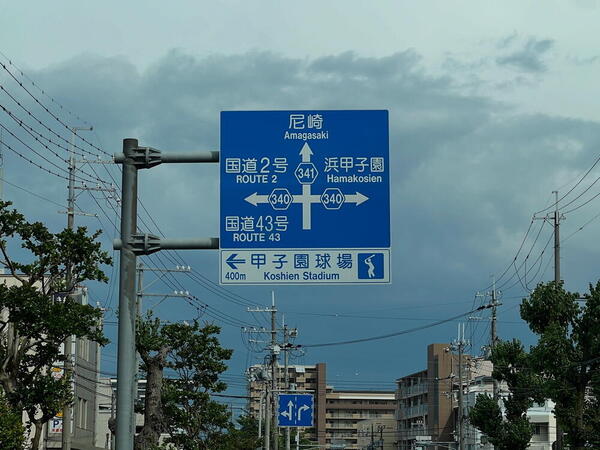 尼崎
Amagasaki
国道2号
ROUTE 2
341
浜甲子園
Hamakosien
340
340
国道43号
ROUTE 43
甲子園球場
400m
Koshien Stadium